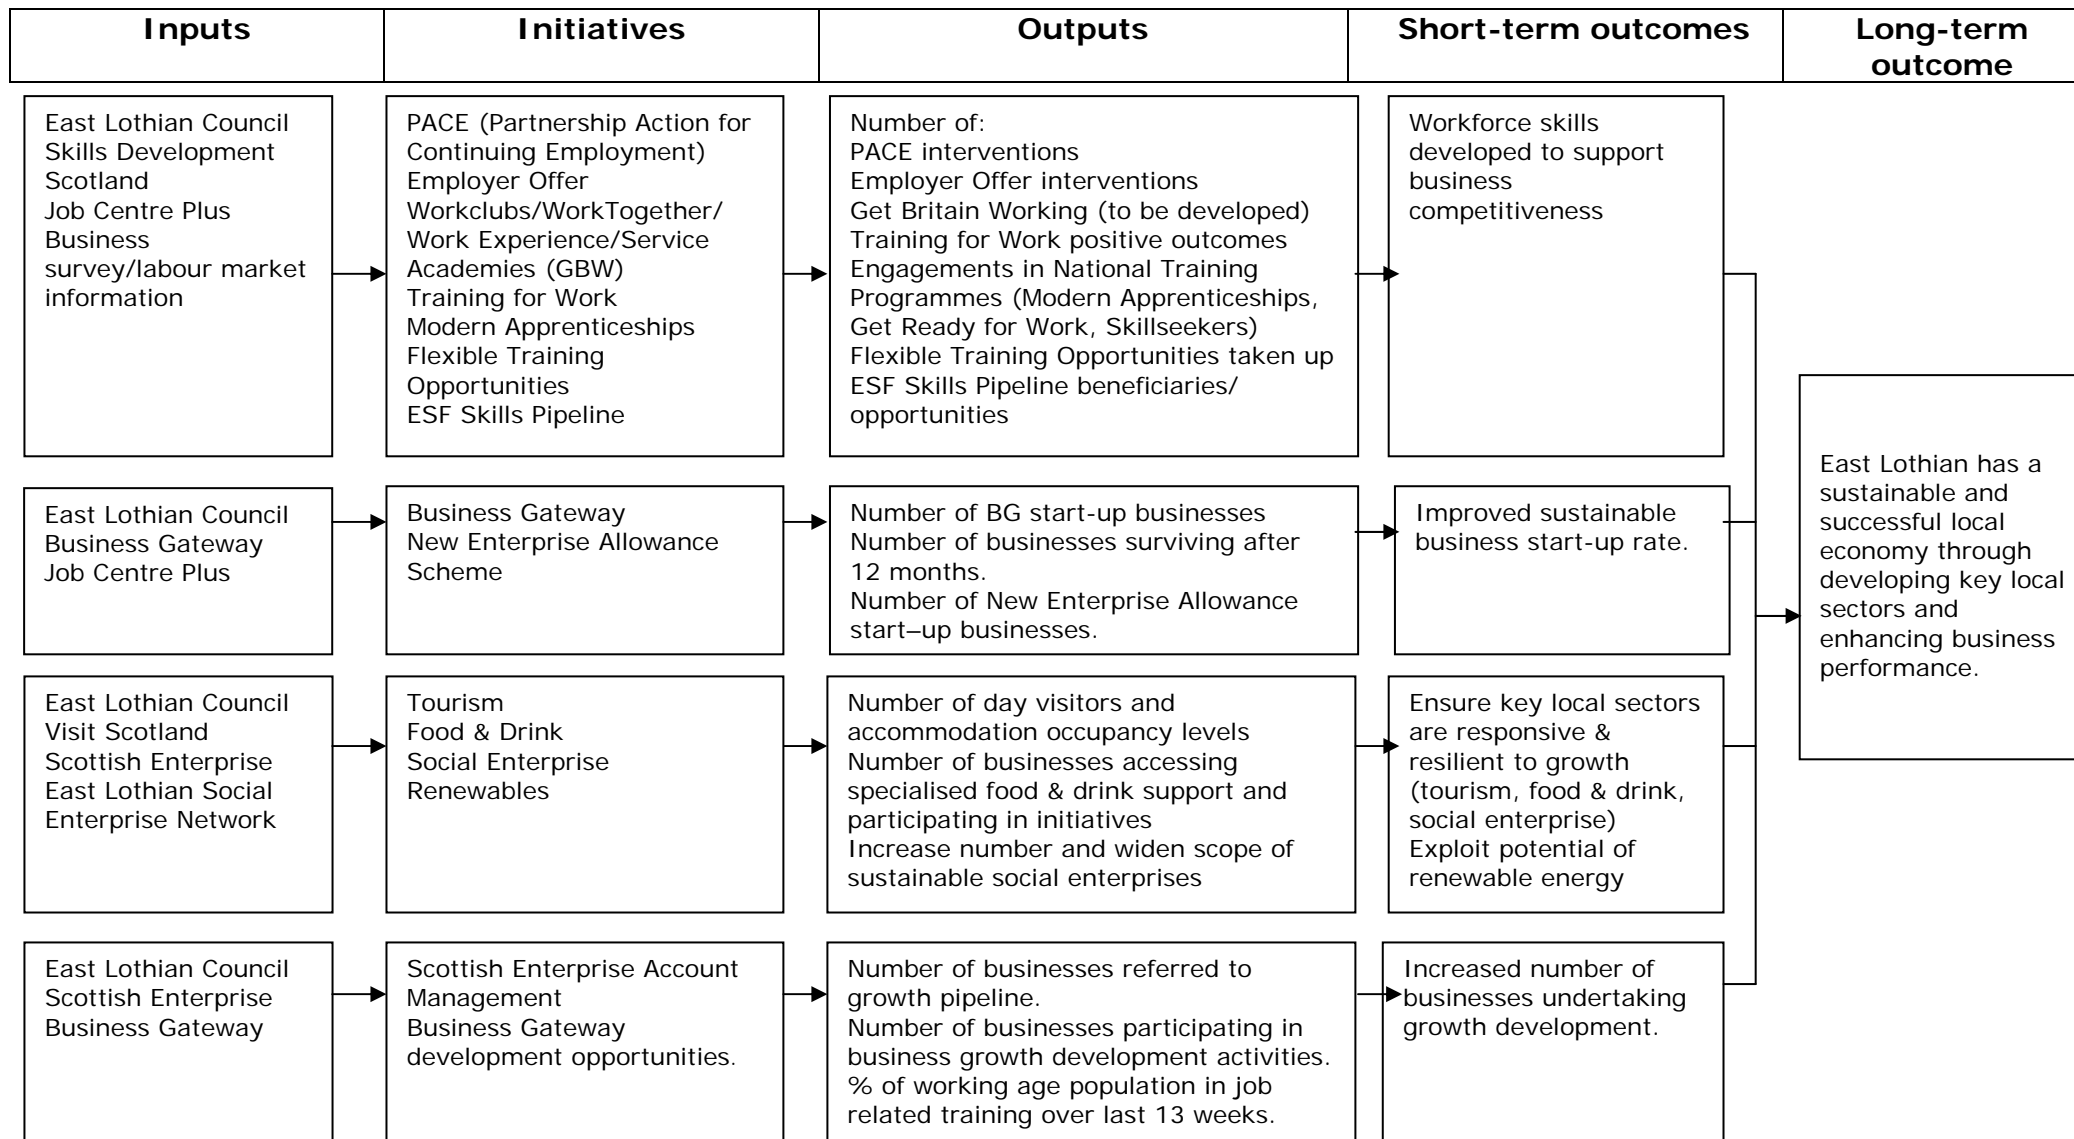 Inputs
Initiatives
Outputs
Short-term outcomes
Long-term
outcome
East Lothian Council
Skills Development
Scotland
Job Centre Plus
Business
survey/labour market
information
PACE (Partnership Action for
Continuing Employment)
Employer Offer
Workclubs/WorkTogether/
Work Experience/Service
Academies (GBW)
Training for Work
Modern Apprenticeships
Flexible Training
Opportunities
ESF Skills Pipeline
Number of:
PACE interventions
Employer Offer interventions
Get Britain Working (to be developed)
Training for Work positive outcomes
Engagements in National Training
Programmes (Modern Apprenticeships,
Get Ready for Work, Skillseekers)
Flexible Training Opportunities taken up
ESF Skills Pipeline beneficiaries/
opportunities
Workforce skills
developed to support
business
competitiveness
East Lothian Council
Business Gateway
Job Centre Plus
Business Gateway
New Enterprise Allowance
Scheme
Number of BG start-up businesses
Number of businesses surviving after
12 months.
Number of New Enterprise Allowance
start–up businesses.
Improved sustainable
business start-up rate.
East Lothian Council
Visit Scotland
Scottish Enterprise
East Lothian Social
Enterprise Network
Tourism
Food & Drink
Social Enterprise
Renewables
Number of day visitors and
accommodation occupancy levels
Number of businesses accessing
specialised food & drink support and
participating in initiatives
Increase number and widen scope of
sustainable social enterprises
Ensure key local sectors
are responsive &
resilient to growth
(tourism, food & drink,
social enterprise)
Exploit potential of
renewable energy
East Lothian Council
Scottish Enterprise
Business Gateway
Scottish Enterprise Account
Management
Business Gateway
development opportunities.
Number of businesses referred to
growth pipeline.
Number of businesses participating in
business growth development activities.
% of working age population in job
related training over last 13 weeks.
Increased number of
businesses undertaking
growth development.
East Lothian has a
sustainable and
successful local
economy through
developing key local
sectors and
enhancing business
performance.